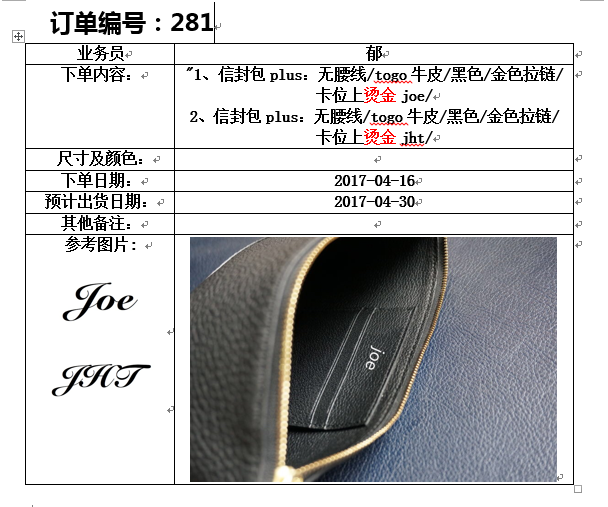 订单编号：281
业务员
郁
下单内容：
"1、信封包 plus：无腰线/togo 牛皮/黑色/金色拉链/
卡位上烫金 joe/
2、信封包 plus：无腰线/togo 牛皮/黑色/金色拉链/
卡位上烫金 jht/
尺寸及颜色：
下单日期：
2017-04-16
预计出货日期：
2017-04-30
其他备注：
参考图片：
Joe
JHT
joe